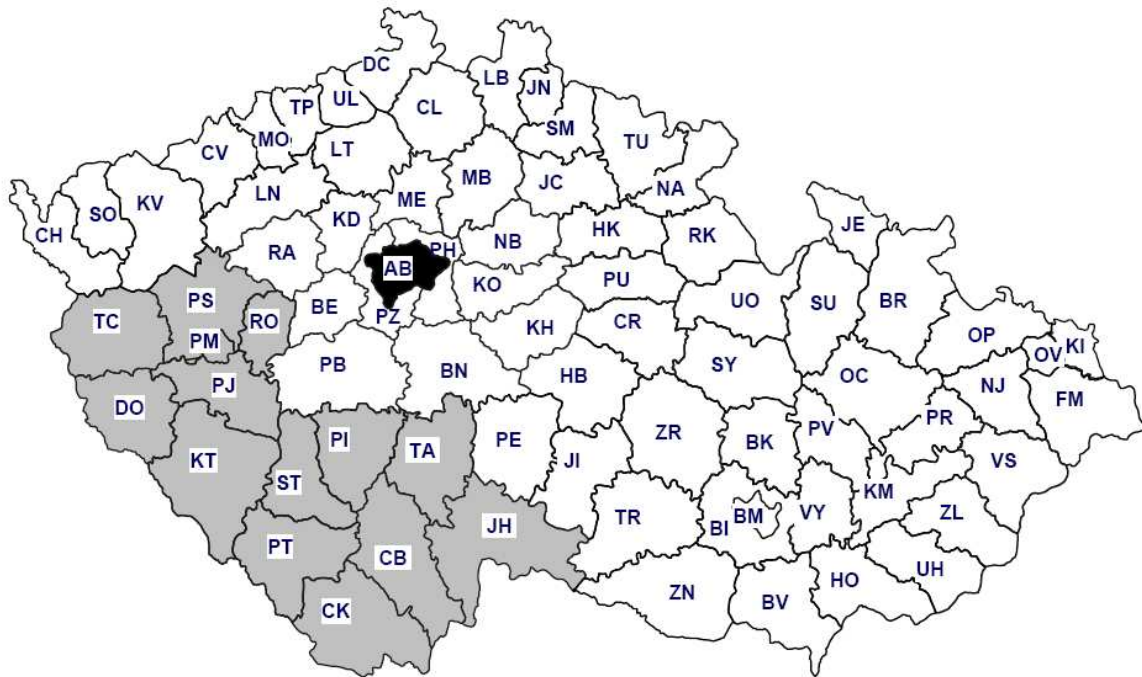 DC
LB
JN
UL
TP
CL
MO
SM
CV
LT
TU
MB
JC
LN
NA
ME
KV
SO
KD
CH
JE
HK
RK
NB
PH
RA
AB
KO
PU
PS
UO
SU
BR
BE
TC
RO
PZ
KH
CR
OP
PM
KI
OV
PB
BN
SY
HB
OC
PJ
NJ
FM
DO
PR
PI
TA
PE
ZR
BK
PV
VS
KT
JI
ST
KM
TR
BI
BM
VY
ZL
JH
PT
CB
UH
HO
ZN
BV
CK